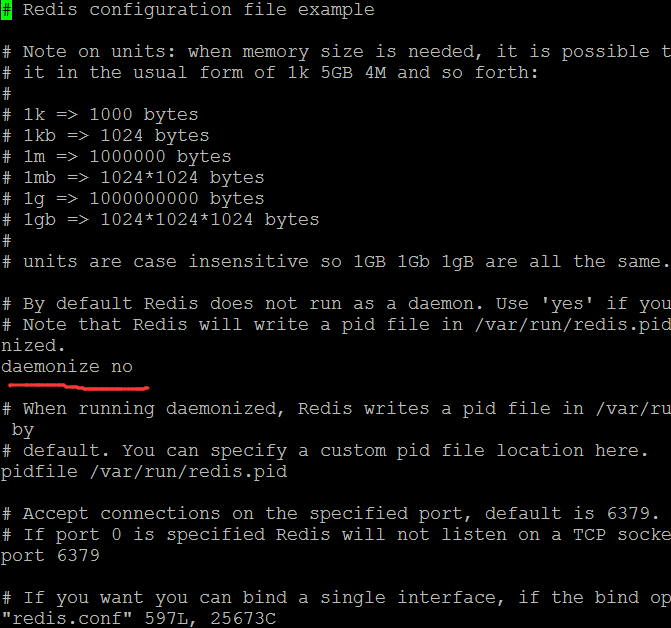 # Redis configuration file example
# Note on units: when memory size is needed, it is possible t
# it in the usual form of 1k 5GB 4M and so forth:
#
# 1k => 1000 bytes
# 1kb => 1024 bytes
# 1m => 1000000 bytes
# 1mb => 1024*1024 bytes
# 1g => 1000000000 bytes
# 1gb => 1024*1024*1024 bytes
#
# units are case insensitive so 1GB 1Gb 1gB are all the same.
# By default Redis does not run as a daemon. Use 'yes' if you
# Note that Redis will write a pid file in /var/run/redis.pid
nized.
daemonize no
# When running daemonized, Redis writes a pid file in /var/ru
by
# default. You can specify a custom pid file location here.
pidfile /var/run/redis.pid
# Accept connections on the specified port, default is 6379.
# If port 0 is specified Redis will not listen on a TCP socke
port 6379
# If you want you can bind a single interface, if the bind op
"redis.conf" 597L, 25673C